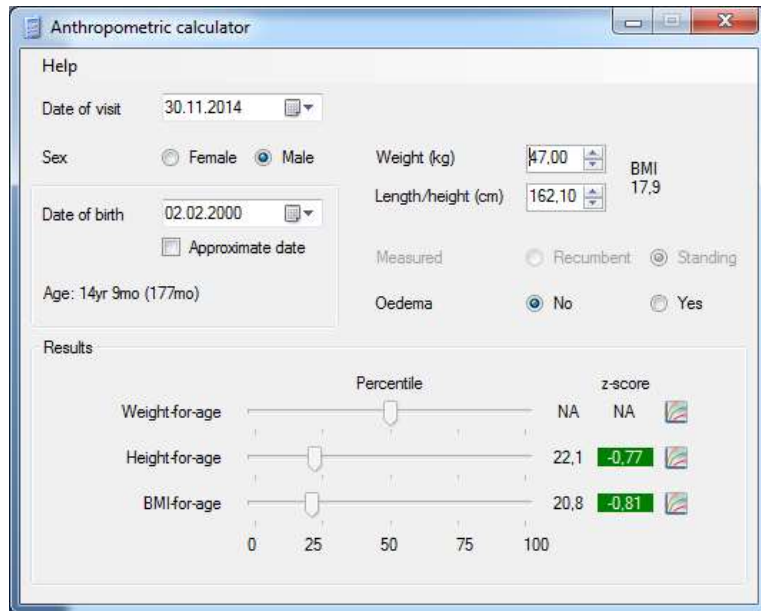 Anthropometric calculator
Help
Date of visit 30.11.2014
Sex Female Male Weight (kg) 47,00 BMI
Length/height (cm) 162,10 17,9
Date of birth 02.02.2000
Approximate date
Measured Recumbent Standing
Age: 14yr 9mo (177mo)
Oedema No Yes
Results
Percentile z-score
Weight-for-age NA NA
Height-for-age 22,1 -0,77
BMI-for-age 20,8 -0,81
0 25 50 75 100